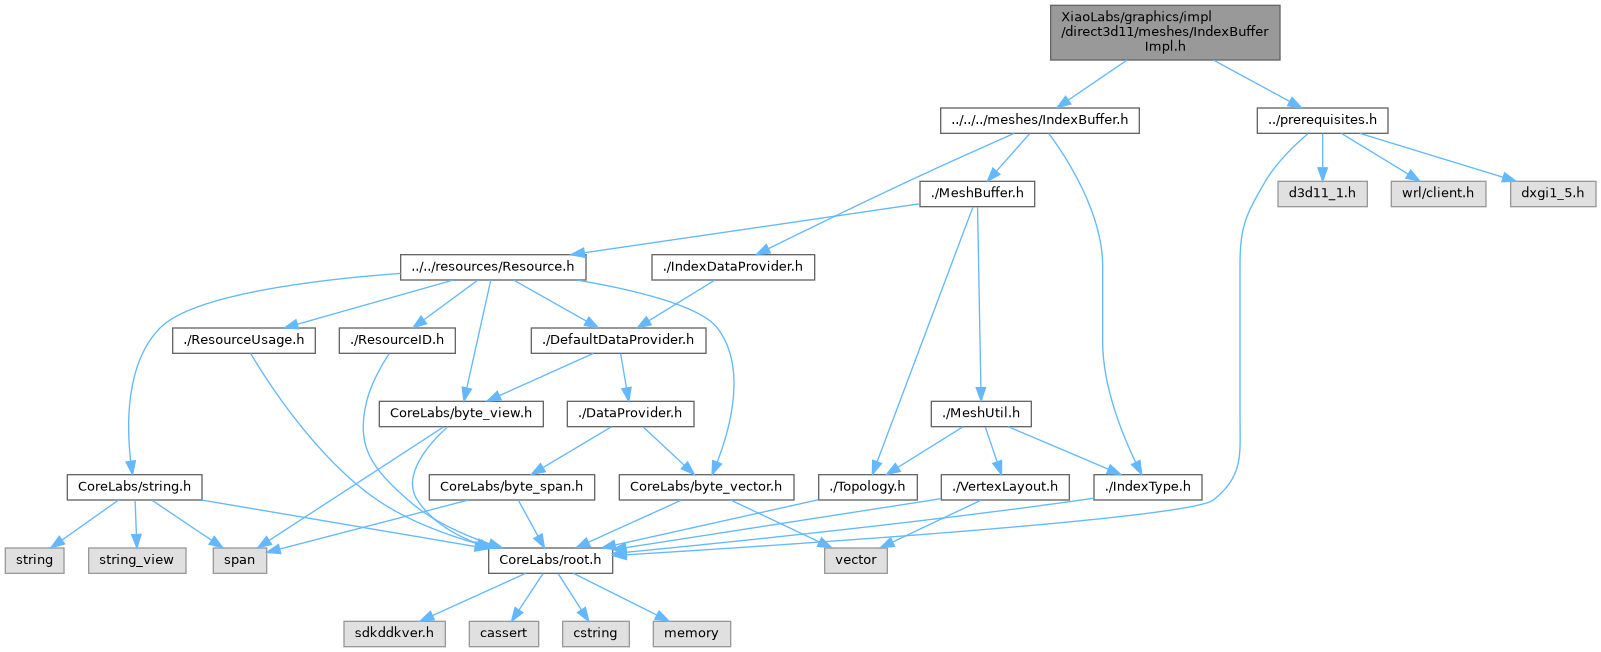 XiaoLabs/graphics/impl
/direct3d11/meshes/IndexBuffer
Impl.h
../../../meshes/IndexBuffer.h
../prerequisites.h
./MeshBuffer.h
d3d11_1.h
wrl/client.h
dxgi1_5.h
../../resources/Resource.h
./IndexDataProvider.h
./ResourceUsage.h
./ResourceID.h
./DefaultDataProvider.h
CoreLabs/byte_view.h
./DataProvider.h
./MeshUtil.h
CoreLabs/string.h
CoreLabs/byte_span.h
CoreLabs/byte_vector.h
./Topology.h
./VertexLayout.h
./IndexType.h
string
string_view
span
CoreLabs/root.h
vector
sdkddkver.h
cassert
cstring
memory